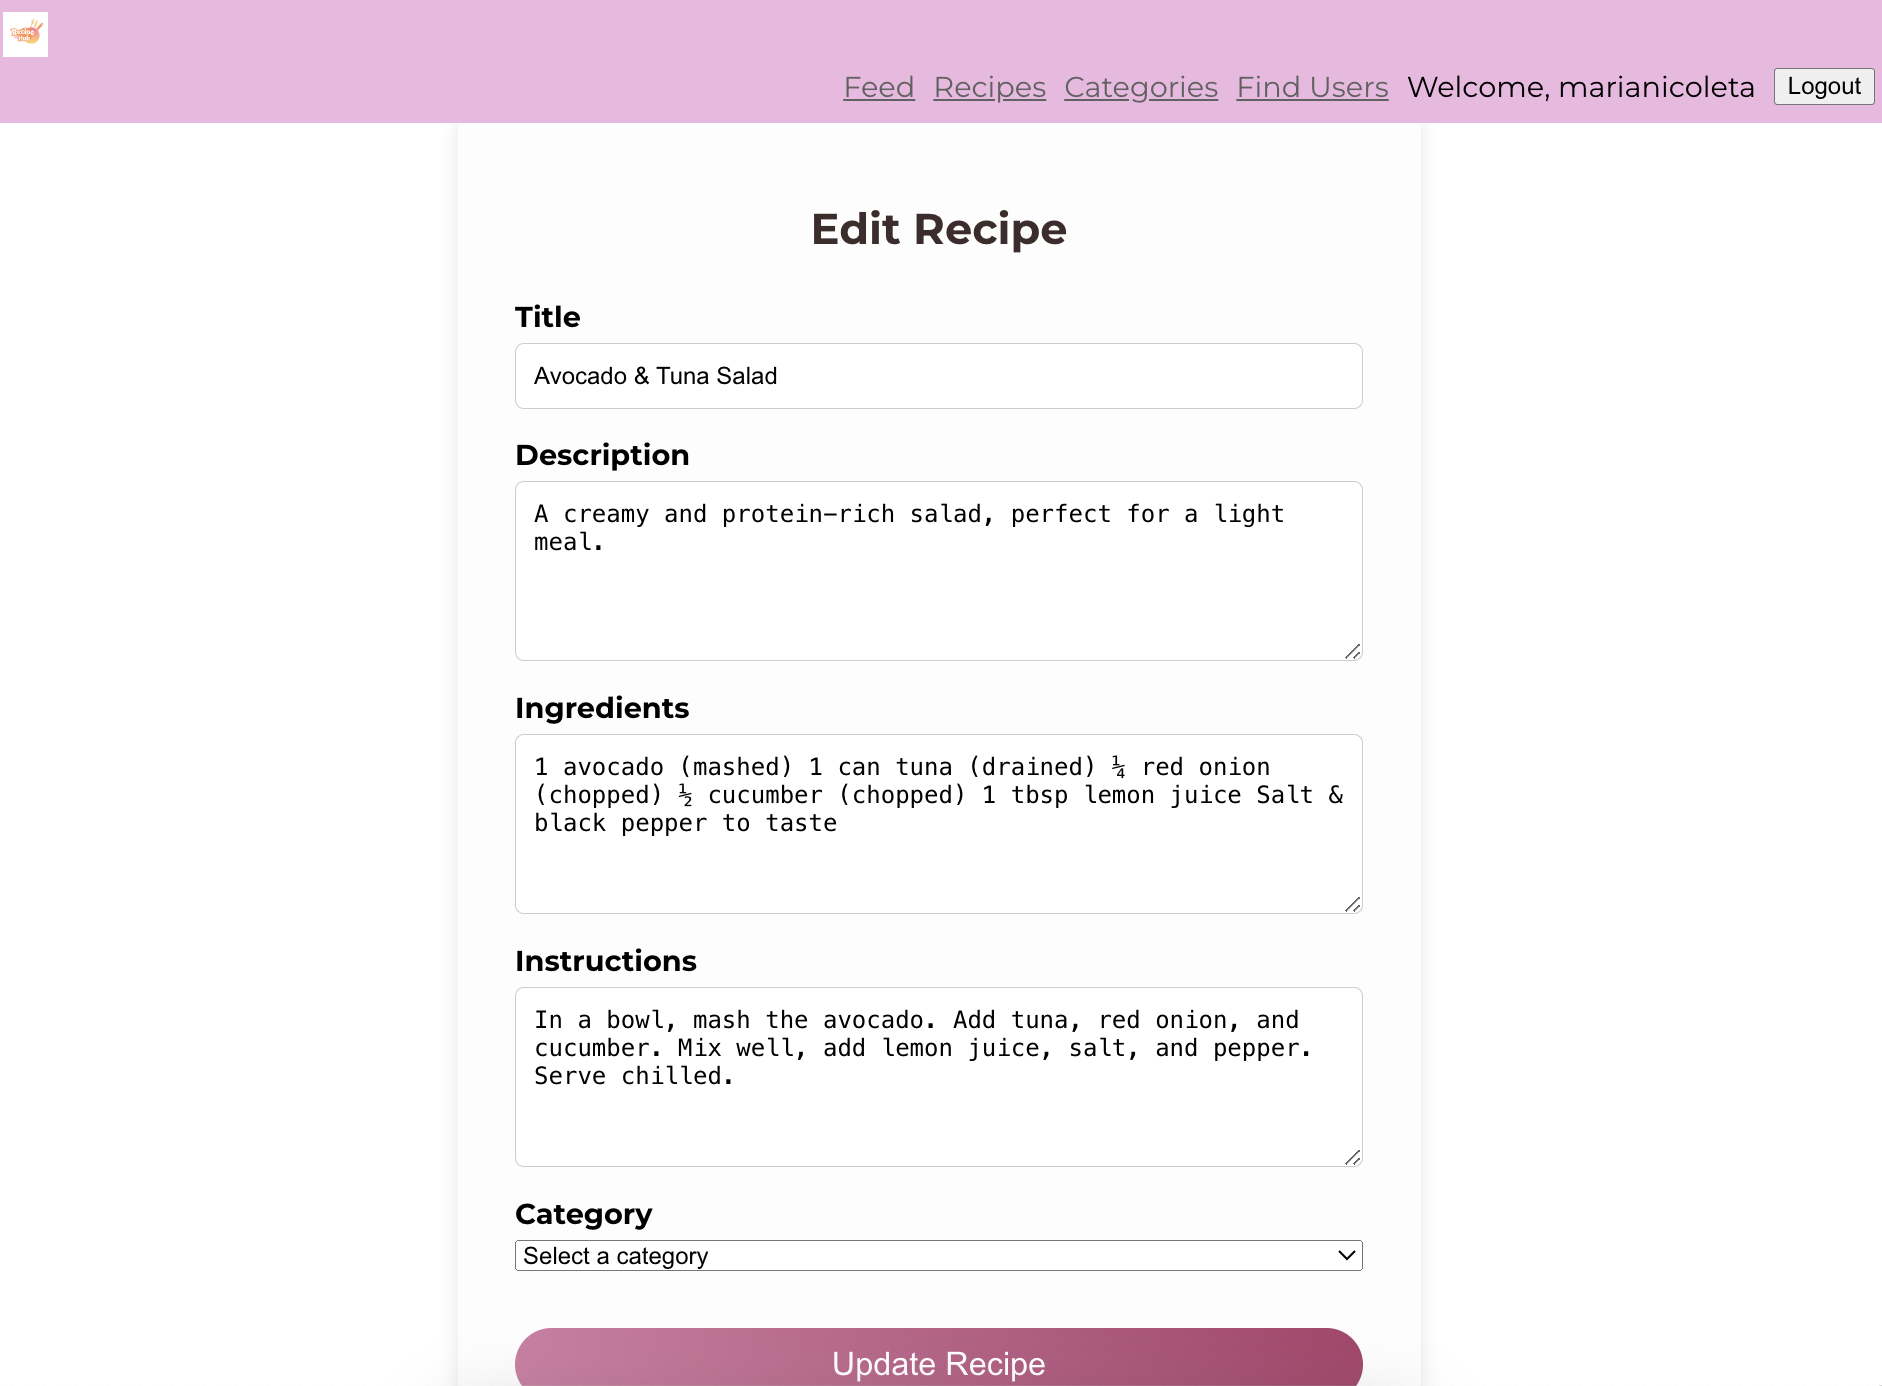 Recipe
Hub
Feed Recipes Categories Find Users Welcome, marianicoleta Logout
Edit Recipe
Title
Avocado & Tuna Salad
Description
A creamy and protein-rich salad, perfect for a light
meal.
Ingredients
1 avocado (mashed) 1 can tuna (drained) ¼ red onion
(chopped) ½ cucumber (chopped) 1 tbsp lemon juice Salt &
black pepper to taste
Instructions
In a bowl, mash the avocado. Add tuna, red onion, and
cucumber. Mix well, add lemon juice, salt, and pepper.
Serve chilled.
Category
Select a category
Update Recipe